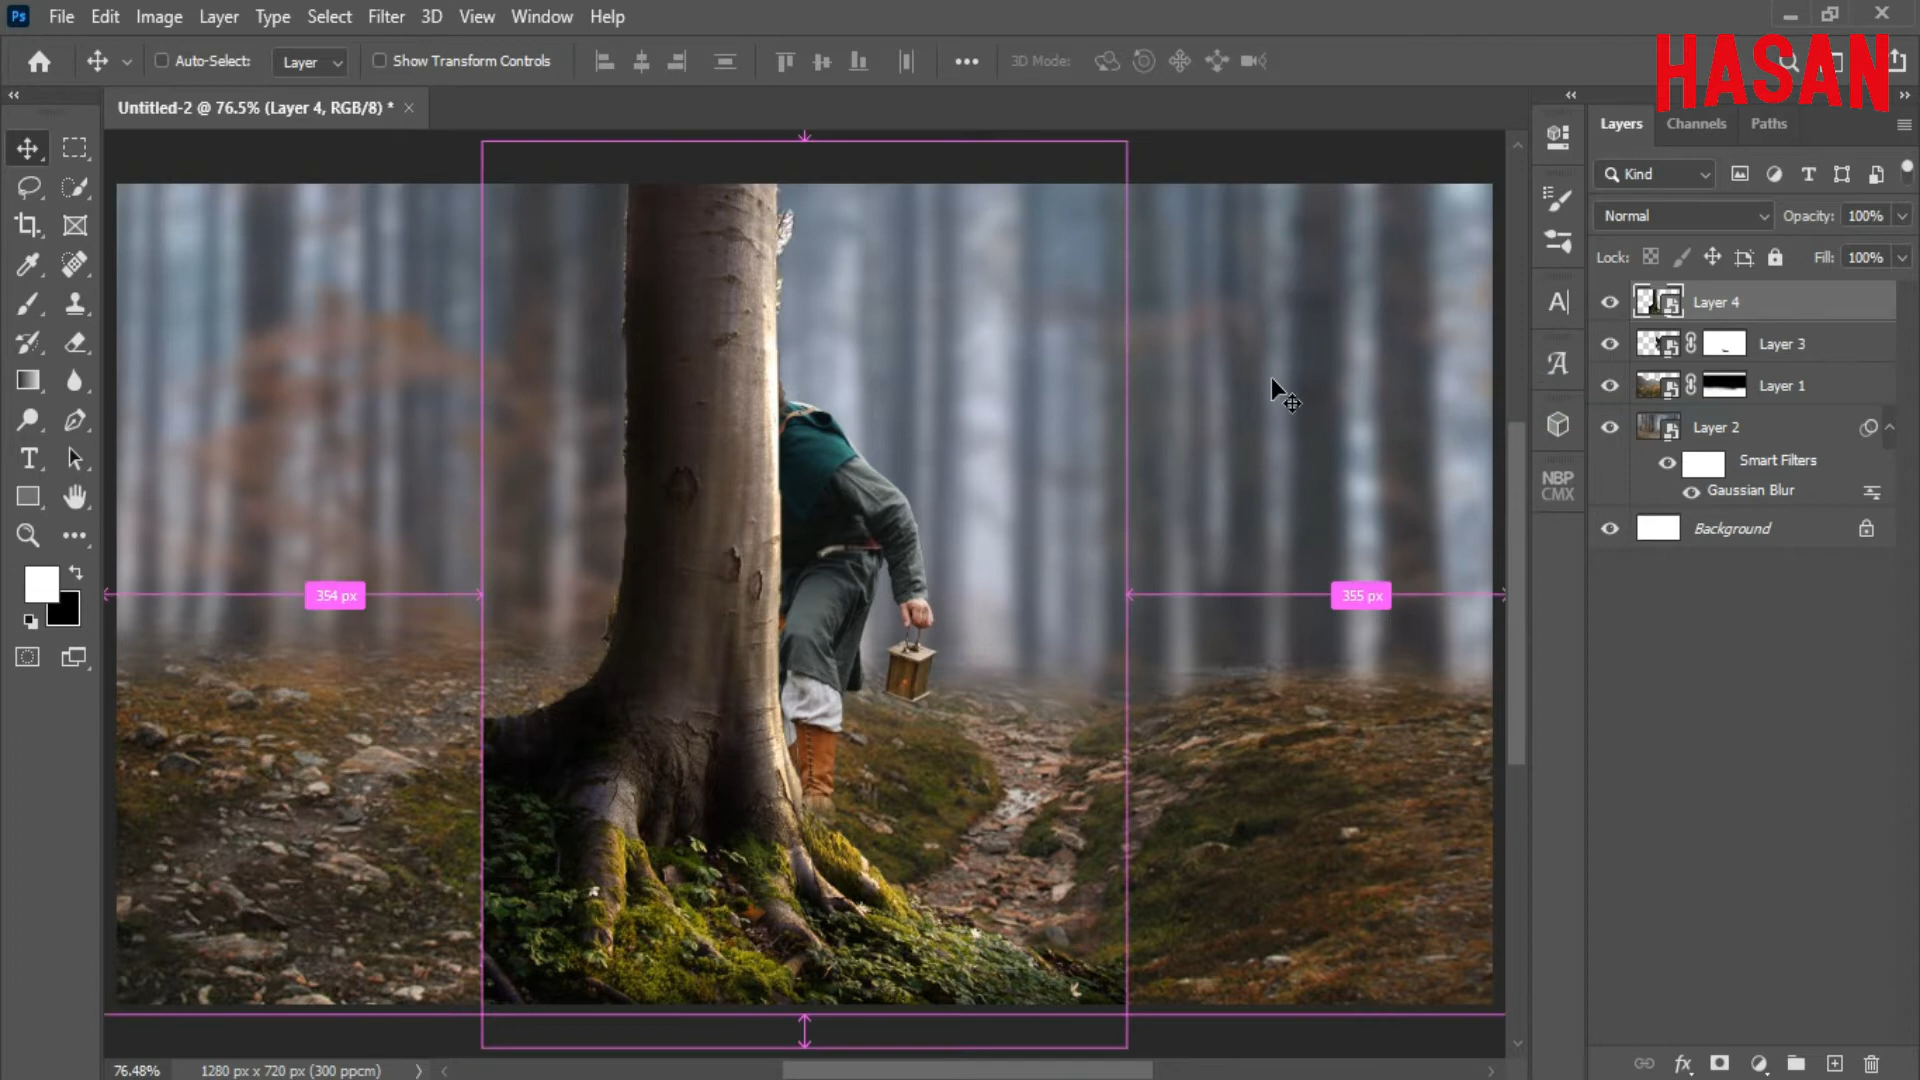 Ps File Edit Image Layer Type Select Filter 3D View Window Help
Auto-Select: Layer Show Transform Controls 3D Mode:
HASAN
Untitled-2 @ 76.5% (Layer 4, RGB/8) *
Layers Channels Paths
Kind
Normal Opacity: 100%
Lock: Fill: 100%
Layer 4
Layer 3
Layer 1
Layer 2
Smart Filters
Gaussian Blur
Background
NBP
CMX
354 px
355 px
76.48% 1280 px x 720 px (300 ppcm)